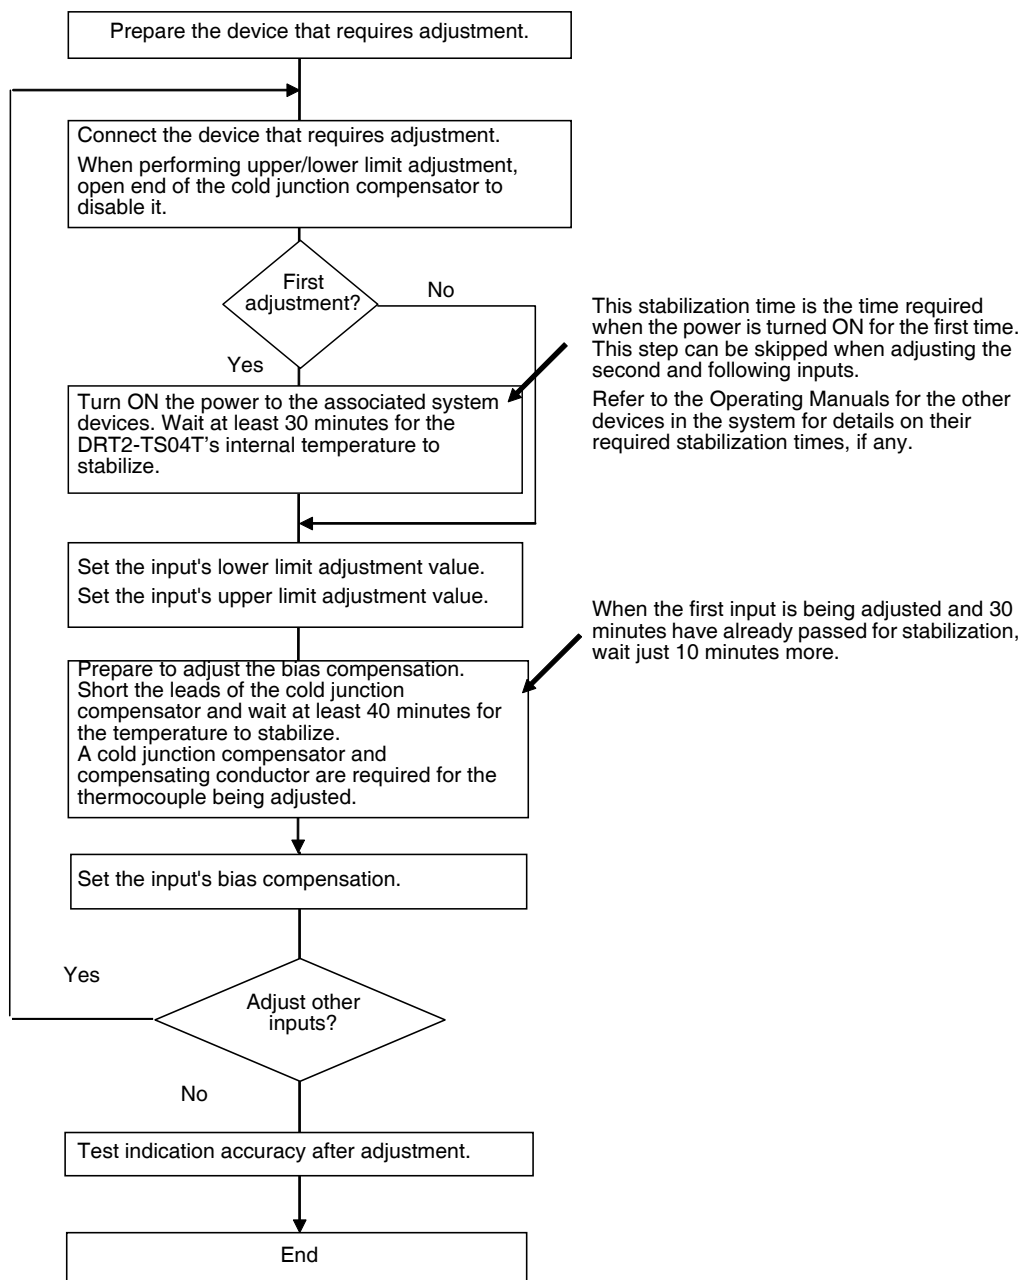 Prepare the device that requires adjustment.
Connect the device that requires adjustment.
When performing upper/lower limit adjustment,
open end of the cold junction compensator to
disable it.
First
adjustment?
No
Yes
This stabilization time is the time required
when the power is turned ON for the first time.
This step can be skipped when adjusting the
second and following inputs.
Refer to the Operating Manuals for the other
devices in the system for details on their
required stabilization times, if any.
Turn ON the power to the associated system
devices. Wait at least 30 minutes for the
DRT2-TS04T's internal temperature to
stabilize.
Set the input's lower limit adjustment value.
Set the input's upper limit adjustment value.
When the first input is being adjusted and 30
minutes have already passed for stabilization,
wait just 10 minutes more.
Prepare to adjust the bias compensation.
Short the leads of the cold junction
compensator and wait at least 40 minutes for
the temperature to stabilize.
A cold junction compensator and
compensating conductor are required for the
thermocouple being adjusted.
Set the input's bias compensation.
Yes
Adjust other
inputs?
No
Test indication accuracy after adjustment.
End